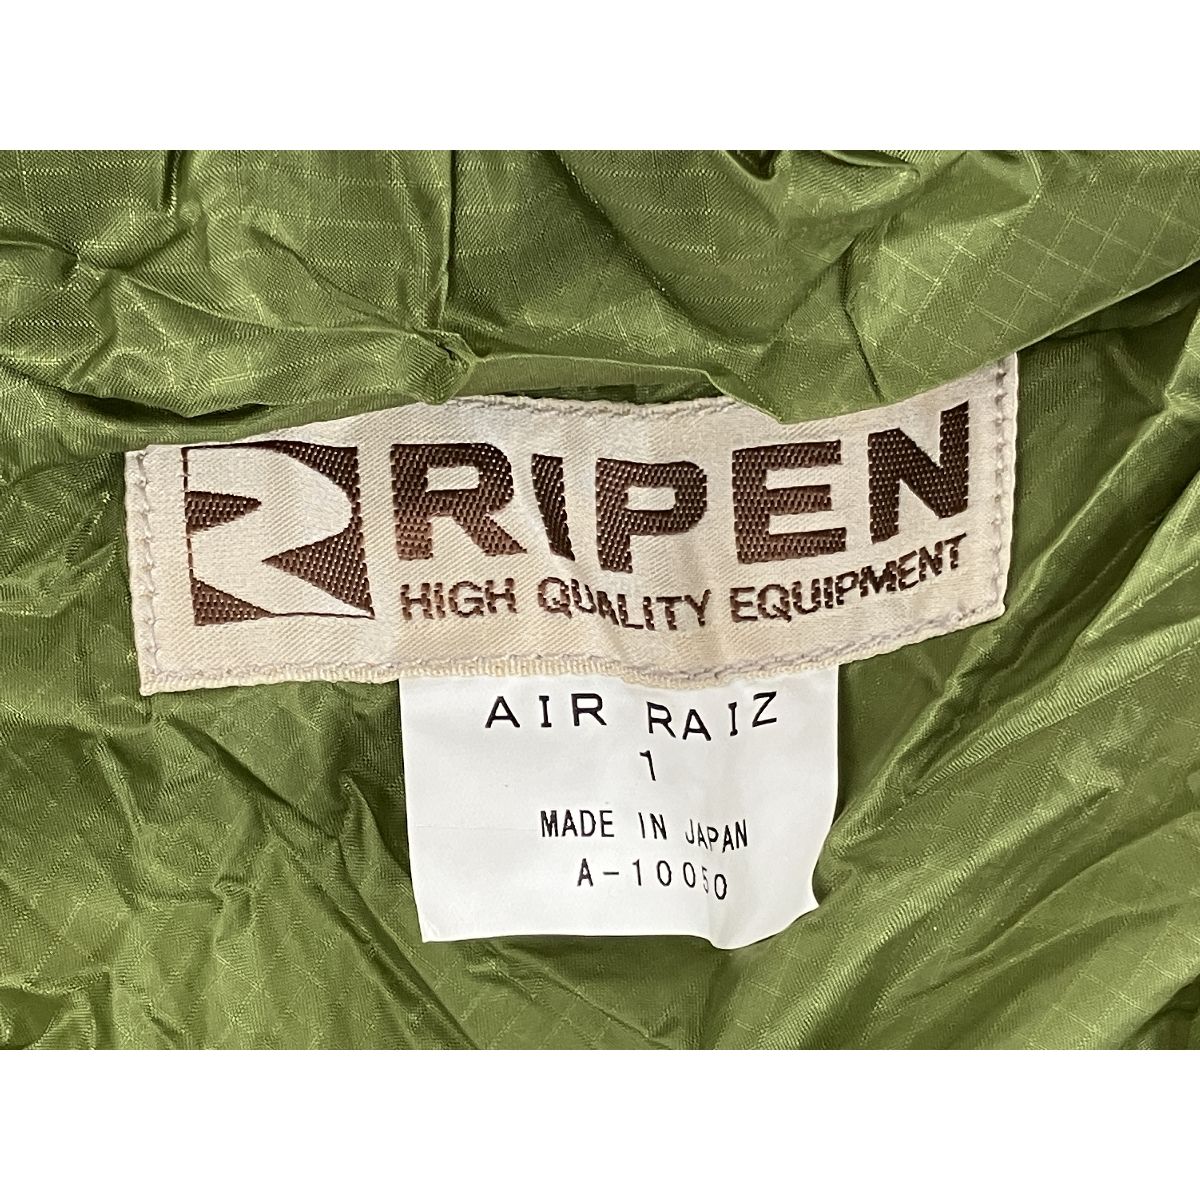 RIPEN
HIGH QUALITY EQUIPMENT
AIR RAIZ
1
MADE IN JAPAN
A-10050